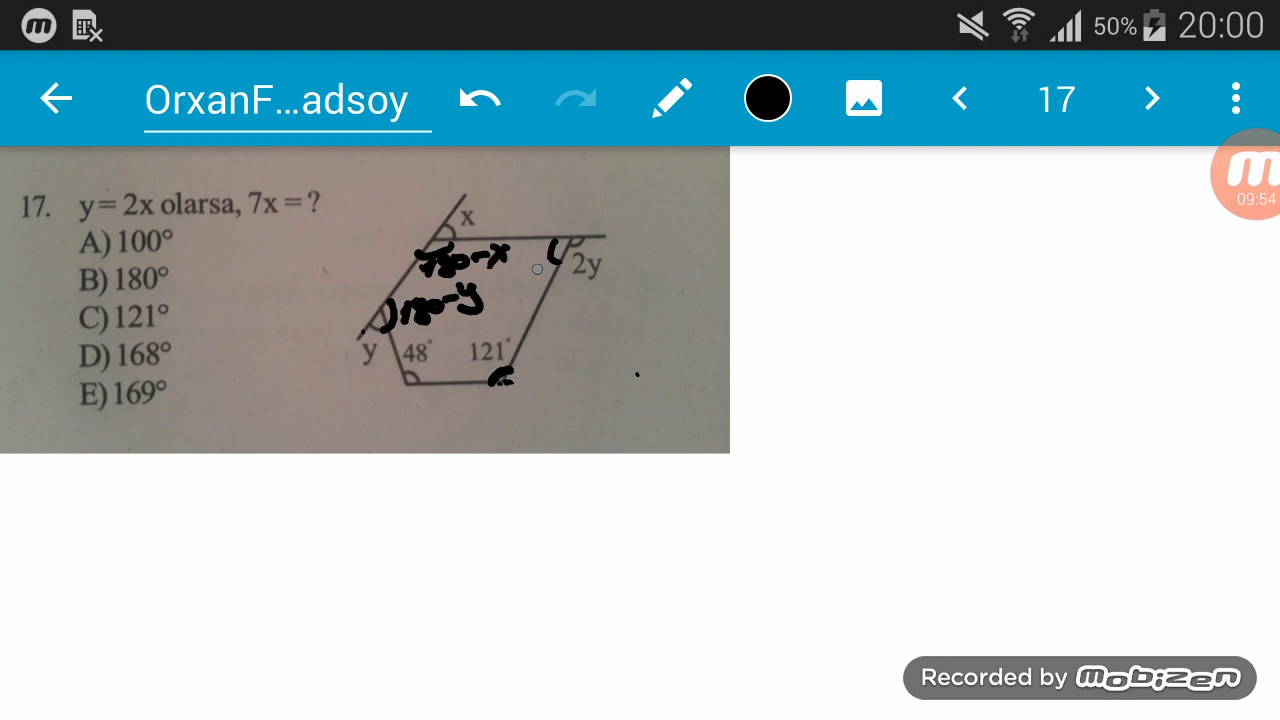 50% 20:00
OrxanF...adsoy 17
09:54
17. y = 2x olarsa, 7x = ?
A) 100°
B) 180°
C) 121°
D) 168°
E) 169°
x
180-x
2y
180-y
y 48° 121°
Recorded by mobizen